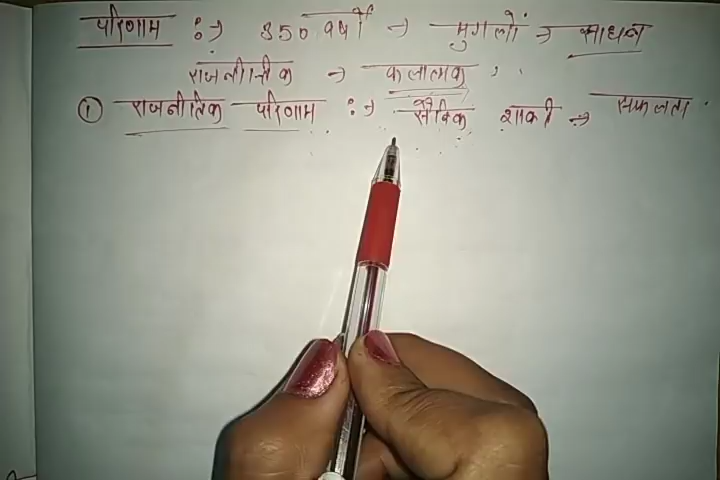 परिणाम :→ 350 वर्षों → मुगलों → साधन
राजनीतिक → कलात्मक , .
① राजनीतिक परिणाम :→ सैनिक शक्ती → सफलता .